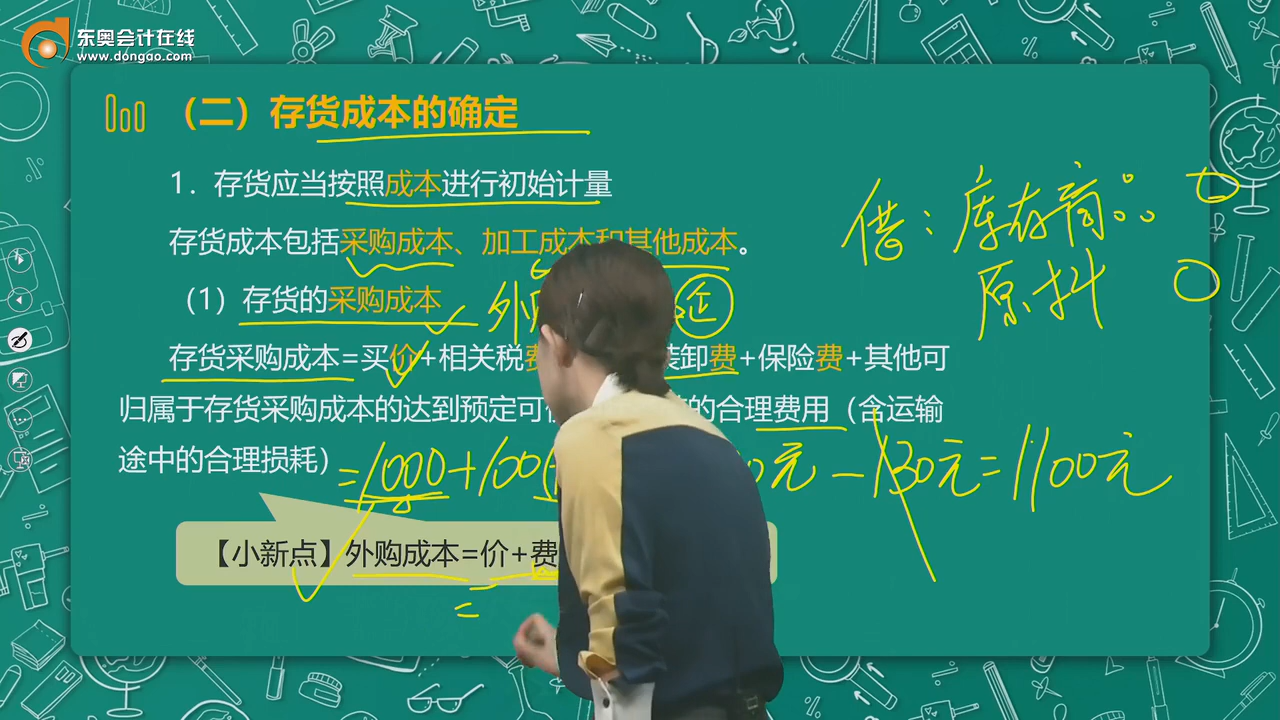 东奥会计在线
www.dongao.com
（二）存货成本的确定
1．存货应当按照成本进行初始计量
存货成本包括采购成本、加工成本和其他成本。
（1）存货的采购成本 外 企
存货采购成本=买价+相关税费 装卸费+保险费+其他可
归属于存货采购成本的达到预定可 的合理费用（含运输
途中的合理损耗）
=1000+100 0元-130元=1100元
【小新点】外购成本=价+费
=
借：库存商品
原材料